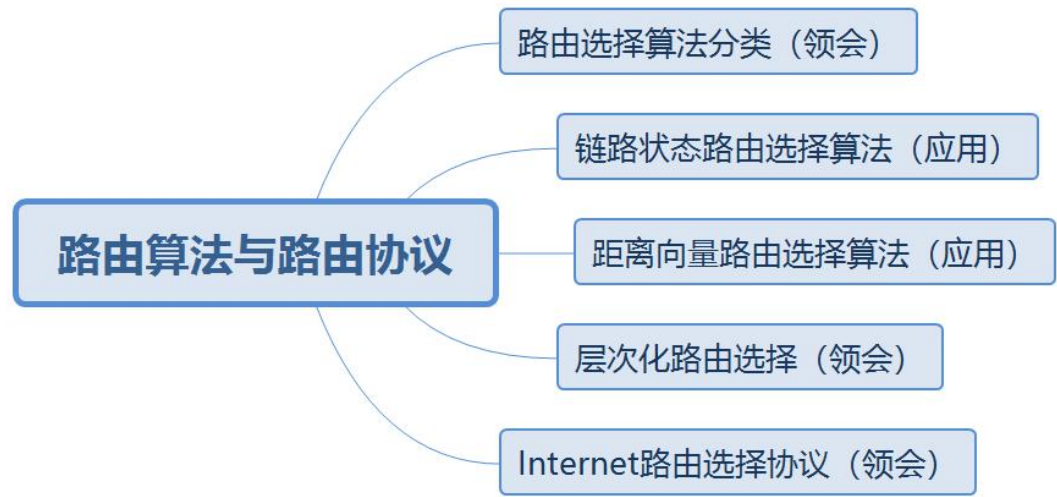 路由选择算法分类（领会）
链路状态路由选择算法（应用）
路由算法与路由协议
距离向量路由选择算法（应用）
层次化路由选择（领会）
Internet路由选择协议（领会）